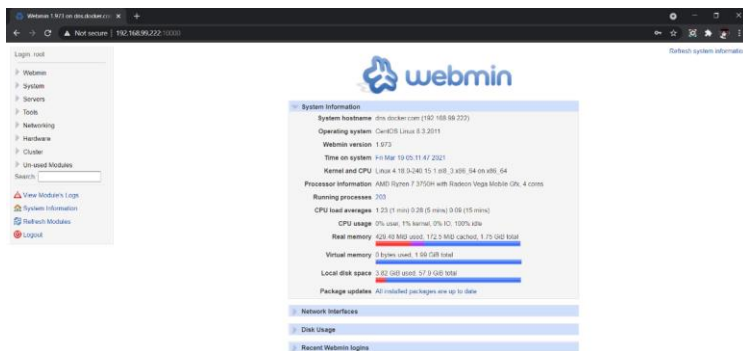 Webmin 1.973 on dns.docker.co
Not secure | 192.168.99.222:10000
Login: root
Webmin
System
Servers
Tools
Networking
Hardware
Cluster
Un-used Modules
Search:
View Module's Logs
System Information
Refresh Modules
Logout
Refresh system information
webmin
System Information
System hostname dns.docker.com (192.168.99.222)
Operating system CentOS Linux 8.3.2011
Webmin version 1.973
Time on system Fri Mar 19 05:11:47 2021
Kernel and CPU Linux 4.18.0-240.15.1.el8_3.x86_64 on x86_64
Processor information AMD Ryzen 7 3750H with Radeon Vega Mobile Gfx, 4 cores
Running processes 203
CPU load averages 1.23 (1 min) 0.28 (5 mins) 0.09 (15 mins)
CPU usage 0% user, 1% kernel, 0% IO, 100% idle
Real memory 429.48 MiB used, 172.5 MiB cached, 1.75 GiB total
Virtual memory 0 bytes used, 1.99 GiB total
Local disk space 3.82 GiB used, 57.9 GiB total
Package updates All installed packages are up to date
Network Interfaces
Disk Usage
Recent Webmin logins